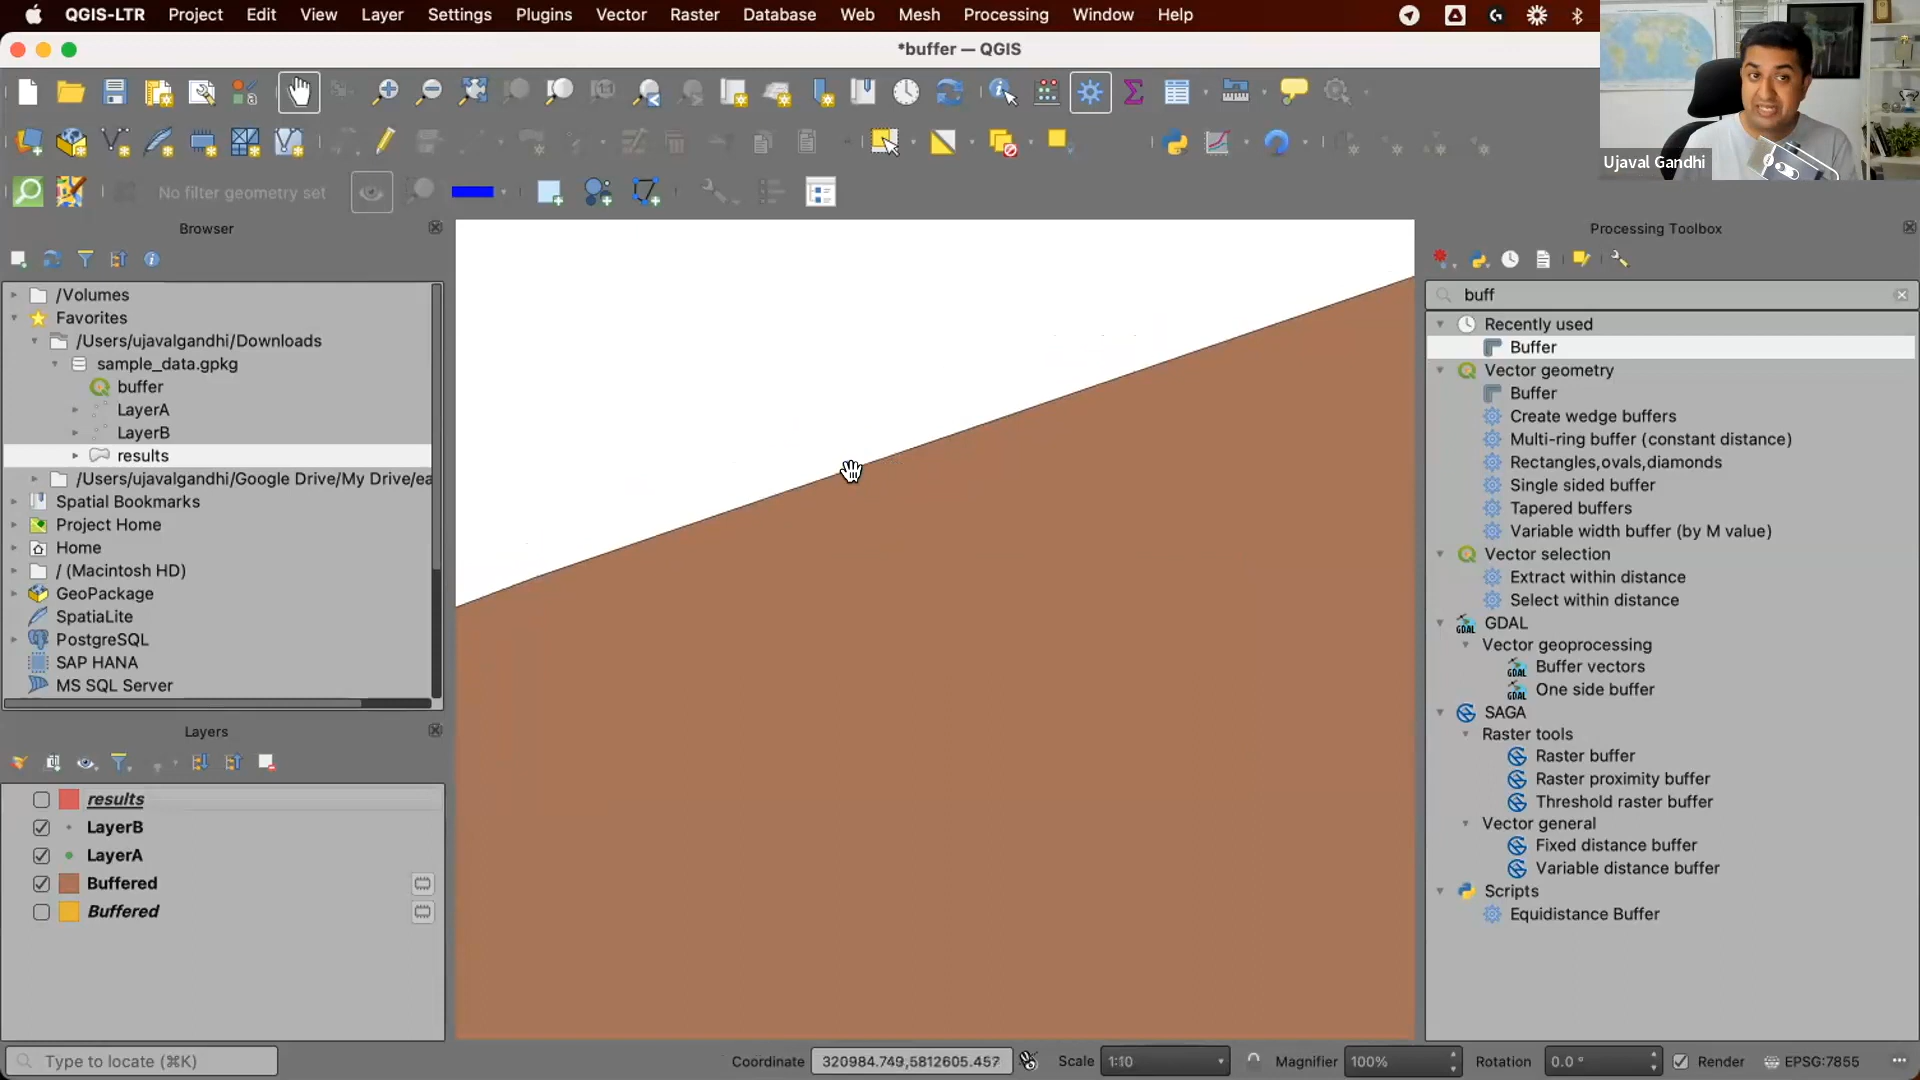 QGIS-LTR Project Edit View Layer Settings Plugins Vector Raster Database Web Mesh Processing Window Help
*buffer — QGIS
Ujaval Gandhi
No filter geometry set
Browser
/Volumes
Favorites
/Users/ujavalgandhi/Downloads
sample_data.gpkg
buffer
LayerA
LayerB
results
/Users/ujavalgandhi/Google Drive/My Drive/ea
Spatial Bookmarks
Project Home
Home
/ (Macintosh HD)
GeoPackage
SpatiaLite
PostgreSQL
SAP HANA
MS SQL Server
Layers
results
LayerB
LayerA
Buffered
Buffered
Processing Toolbox
buff
Recently used
Buffer
Vector geometry
Buffer
Create wedge buffers
Multi-ring buffer (constant distance)
Rectangles,ovals,diamonds
Single sided buffer
Tapered buffers
Variable width buffer (by M value)
Vector selection
Extract within distance
Select within distance
GDAL
GDAL
Vector geoprocessing
GDAL
Buffer vectors
GDAL
One side buffer
SAGA
Raster tools
Raster buffer
Raster proximity buffer
Threshold raster buffer
Vector general
Fixed distance buffer
Variable distance buffer
Scripts
Equidistance Buffer
Type to locate (⌘K)
Coordinate 320984.749,5812605.457 Scale 1:10 Magnifier 100% Rotation 0.0 ° Render EPSG:7855